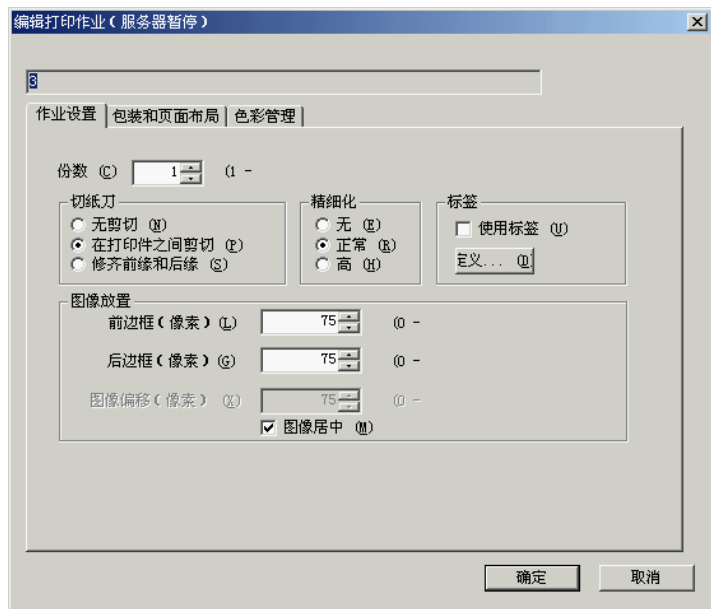 编辑打印作业(服务器暂停)
3
作业设置 包装和页面布局 色彩管理
份数 (C) 1 (1 -
切纸刀 精细化 标签
无剪切 (N) 无 (E) 使用标签 (U)
在打印件之间剪切 (P) 正常 (R)
修齐前缘和后缘 (S) 高 (H) 定义... (D)
图像放置
前边框(像素)(L) 75 (0 -
后边框(像素)(G) 75 (0 -
图像偏移(像素) (X) 75 (0 -
图像居中 (M)
确定 取消